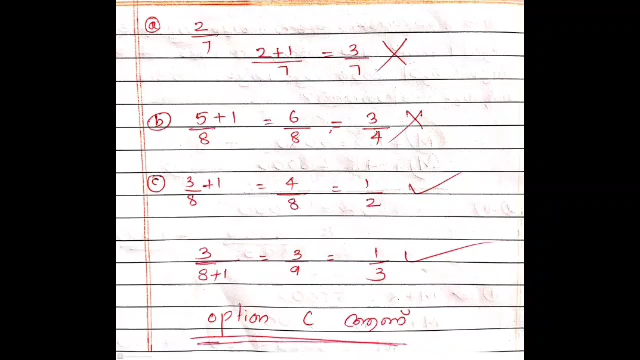 ⓐ 2/7
2+1/7 = 3/7 ✗
ⓑ 5+1/8 = 6/8 = 3/4 ✗
ⓒ 3+1/8 = 4/8 = 1/2 ✓
3/8+1 = 3/9 = 1/3 ✓
option C ആണ്